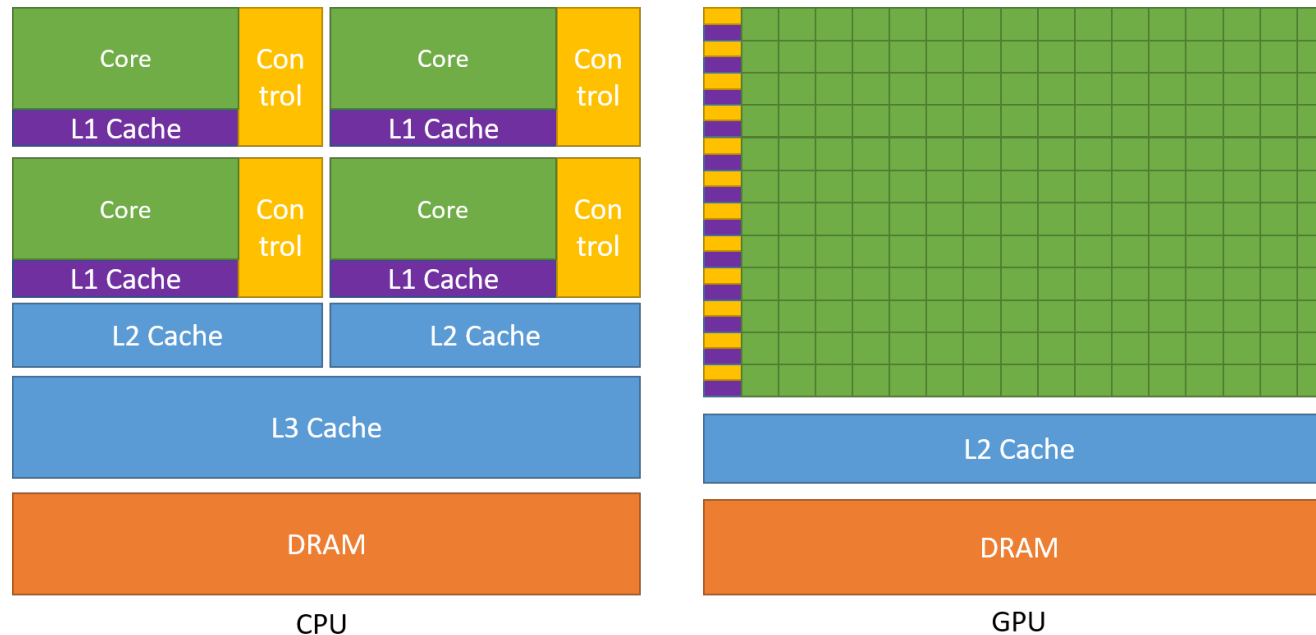 Core
Con
trol
L1 Cache
Core
Con
trol
L1 Cache
Core
Con
trol
L1 Cache
Core
Con
trol
L1 Cache
L2 Cache
L2 Cache
L3 Cache
DRAM
CPU
L2 Cache
DRAM
GPU